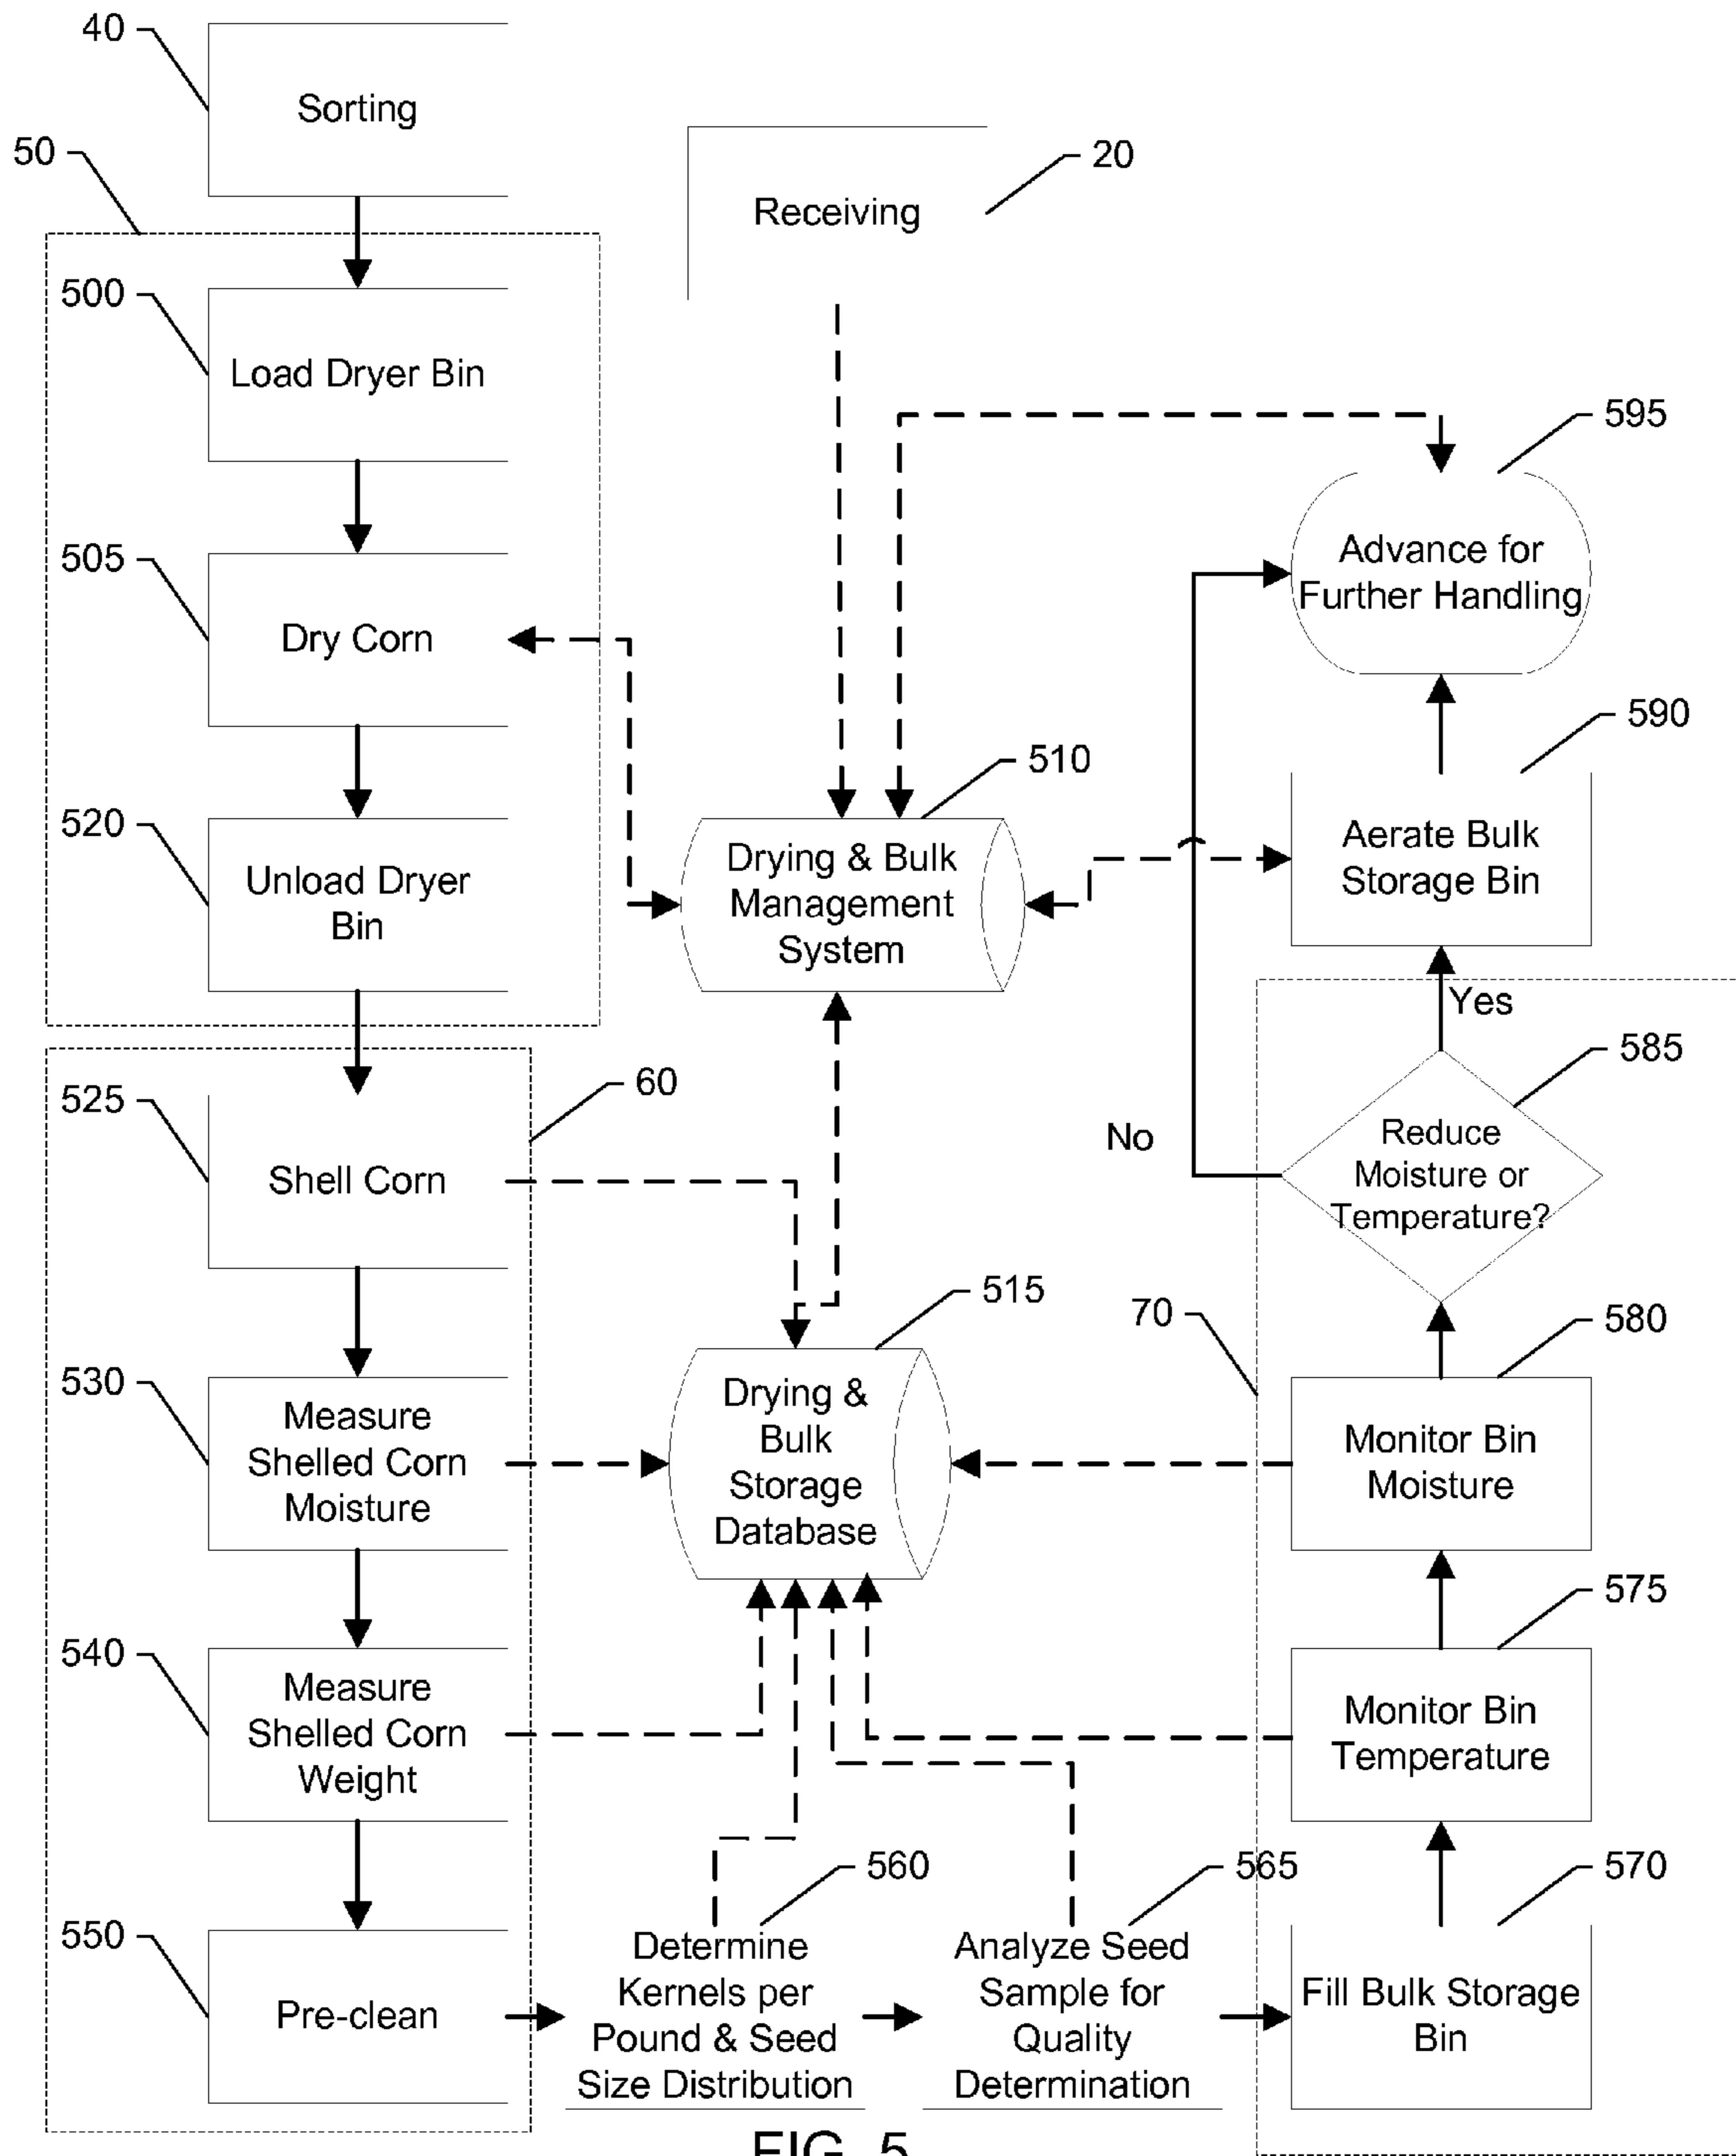 40
Sorting
50
20
Receiving
500
Load Dryer Bin
595
Advance for
Further Handling
505
Dry Corn
590
510
520
Unload Dryer
Bin
Drying & Bulk
Management
System
Aerate Bulk
Storage Bin
Yes
585
60
525
No
Reduce
Moisture or
Temperature?
Shell Corn
515
70
580
530
Measure
Shelled Corn
Moisture
Drying &
Bulk
Storage
Database
Monitor Bin
Moisture
575
540
Measure
Shelled Corn
Weight
Monitor Bin
Temperature
560
565
570
550
Pre-clean
Determine
Kernels per
Pound & Seed
Size Distribution
Analyze Seed
Sample for
Quality
Determination
Fill Bulk Storage
Bin
FIG. 5